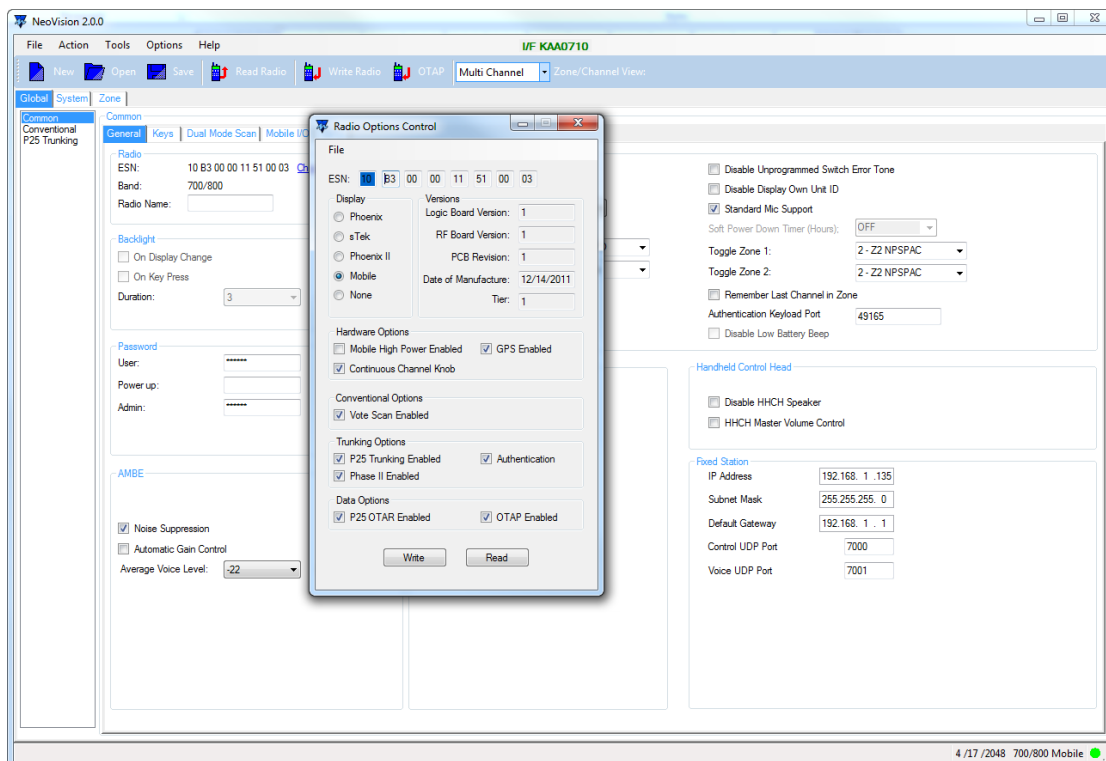 NeoVision 2.0.0
File Action Tools Options Help I/F KAA0710
New Open Save Read Radio Write Radio OTAP Multi Channel Zone/Channel View:
Global System Zone
Common
Conventional
P25 Trunking
Common
General Keys Dual Mode Scan Mobile I/O
Radio
ESN: 10 B3 00 00 11 51 00 03
Band: 700/800
Radio Name:
Backlight
On Display Change
On Key Press
Duration: 3
Password
User: ******
Power up:
Admin: ******
AMBE
Noise Suppression
Automatic Gain Control
Average Voice Level: -22
Radio Options Control
File
ESN: 10 B3 00 00 11 51 00 03
Display
Phoenix
sTek
Phoenix II
Mobile
None
Versions
Logic Board Version: 1
RF Board Version: 1
PCB Revision: 1
Date of Manufacture: 12/14/2011
Tier: 1
Hardware Options
Mobile High Power Enabled GPS Enabled
Continuous Channel Knob
Conventional Options
Vote Scan Enabled
Trunking Options
P25 Trunking Enabled Authentication
Phase II Enabled
Data Options
P25 OTAR Enabled OTAP Enabled
Write Read
Disable Unprogrammed Switch Error Tone
Disable Display Own Unit ID
Standard Mic Support
Soft Power Down Timer (Hours): OFF
Toggle Zone 1: 2 - Z2 NPSPAC
Toggle Zone 2: 2 - Z2 NPSPAC
Remember Last Channel in Zone
Authentication Keyload Port 49165
Disable Low Battery Beep
Handheld Control Head
Disable HHCH Speaker
HHCH Master Volume Control
Fixed Station
IP Address 192.168. 1 .135
Subnet Mask 255.255.255. 0
Default Gateway 192.168. 1 . 1
Control UDP Port 7000
Voice UDP Port 7001
4 /17 /2048 700/800 Mobile